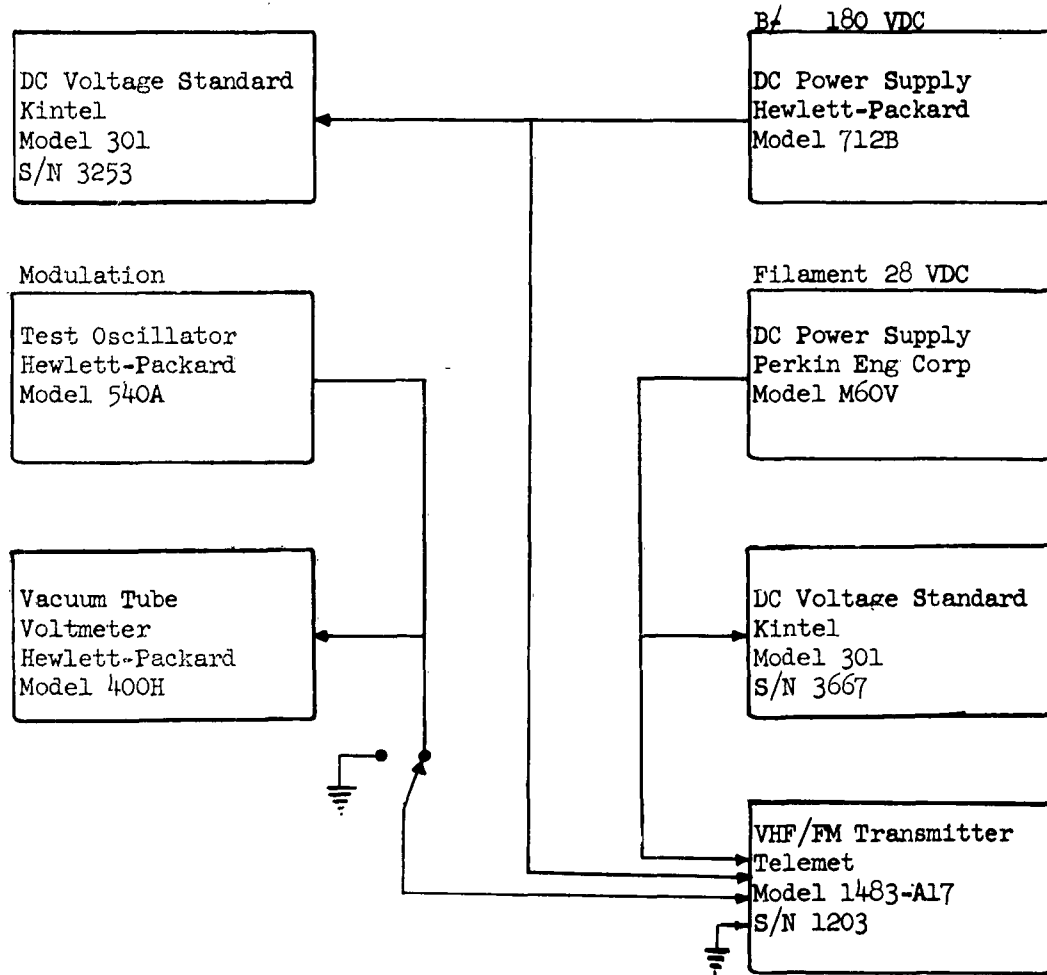 DC Voltage Standard
Kintel
Model 301
S/N 3253
B≠ 180 VDC
DC Power Supply
Hewlett-Packard
Model 712B
Modulation
Test Oscillator
Hewlett-Packard
Model 540A
Filament 28 VDC
DC Power Supply
Perkin Eng Corp
Model M60V
Vacuum Tube
Voltmeter
Hewlett-Packard
Model 400H
DC Voltage Standard
Kintel
Model 301
S/N 3667
VHF/FM Transmitter
Telemet
Model 1483-A17
S/N 1203